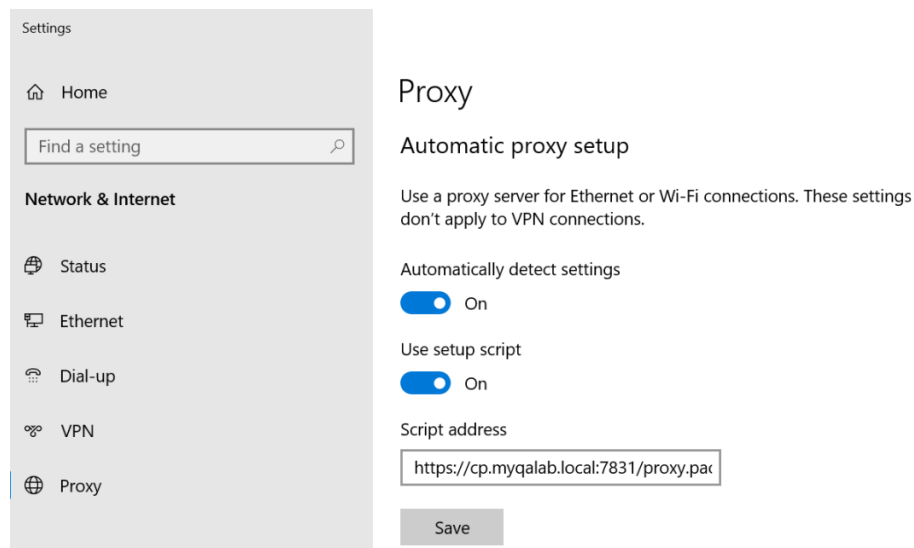 Settings
Home
Find a setting
Network & Internet
Status
Ethernet
Dial-up
VPN
Proxy
Proxy
Automatic proxy setup
Use a proxy server for Ethernet or Wi-Fi connections. These settings
don't apply to VPN connections.
Automatically detect settings
On
Use setup script
On
Script address
https://cp.myqalab.local:7831/proxy.pac
Save